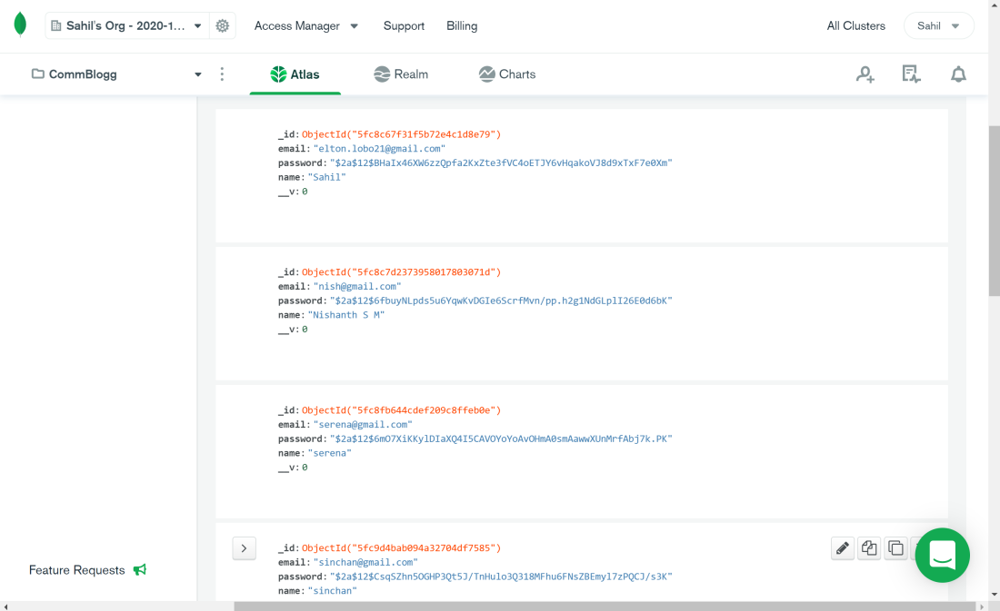 Sahil's Org - 2020-1...
Access Manager
Support
Billing
All Clusters
Sahil
CommBlogg
Atlas
Realm
Charts
_id: ObjectId("5fc8c67f31f5b72e4c1d8e79")
email: "elton.lobo21@gmail.com"
password: "$2a$12$BHaIx46XW6zzQpfa2KxZte3fVC4oETJY6vHqakoVJ8d9xTxF7e0Xm"
name: "Sahil"
__v: 0
_id: ObjectId("5fc8c7d2373958017803071d")
email: "nish@gmail.com"
password: "$2a$12$6fbuyNLpds5u6YqwKvDGIe6ScrfMvn/pp.h2g1NdGLplI26E0d6bK"
name: "Nishanth S M"
__v: 0
_id: ObjectId("5fc8fb644cdef209c8ffeb0e")
email: "serena@gmail.com"
password: "$2a$12$6mO7XiKKylDIaXQ4I5CAVOYoYoAvOHmA0smAawwXUnMrfAbj7k.PK"
name: "serena"
__v: 0
_id: ObjectId("5fc9d4bab094a32704df7585")
email: "sinchan@gmail.com"
password: "$2a$12$CsqSZhn5OGHP3Qt5J/TnHulo3Q318MFhu6FNsZBEmyl7zPQCJ/s3K"
name: "sinchan"
Feature Requests